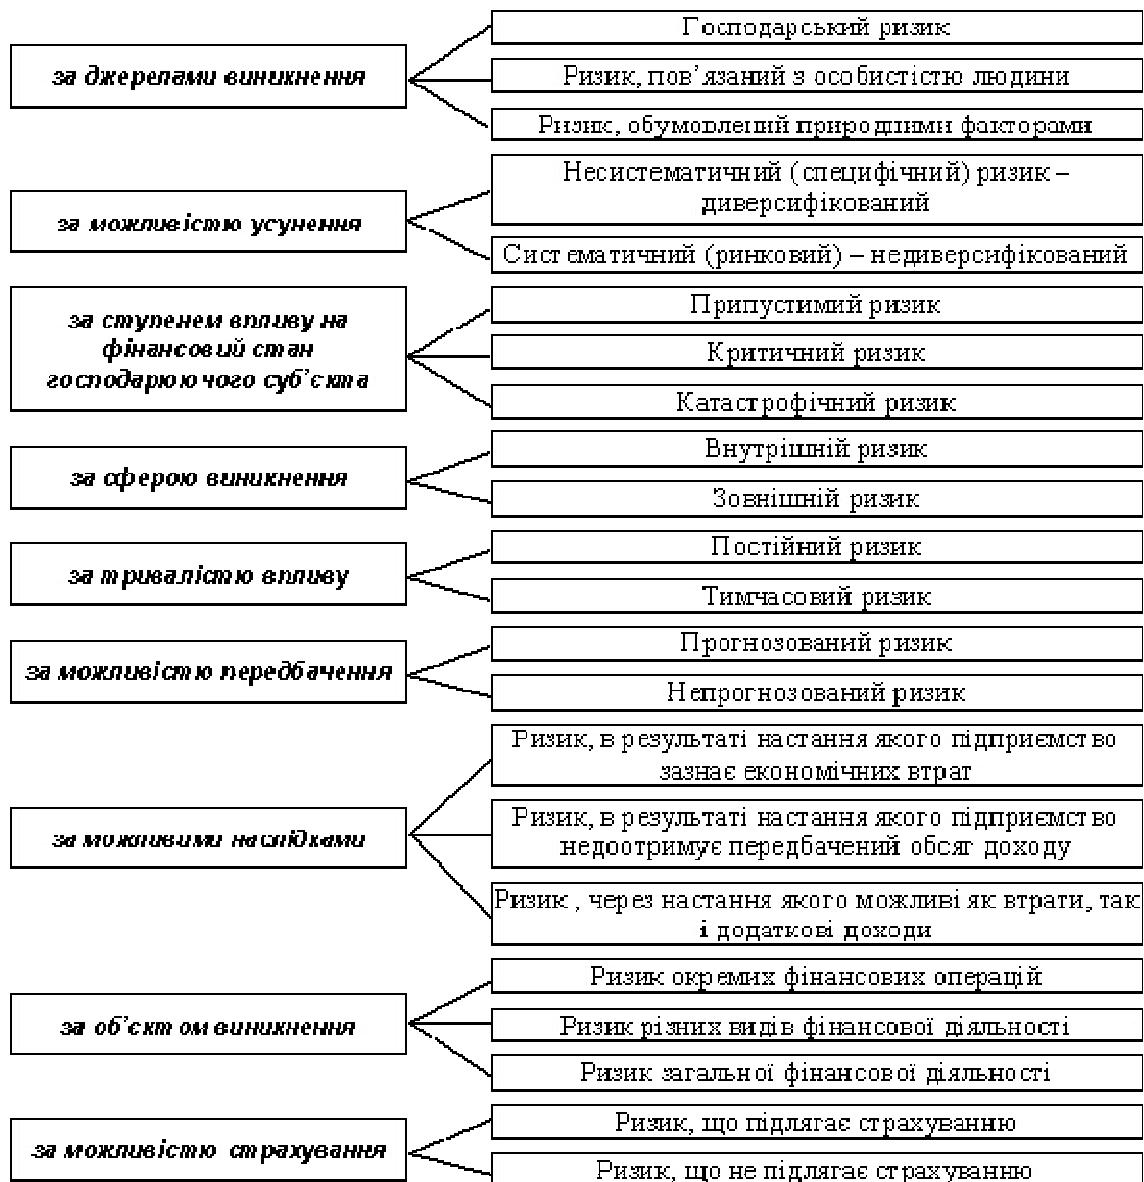 за джерелами виникнення
Господарський ризик
Ризик, пов’язаний з особистістю людини
Ризик, обумовлений природними факторами
за можливістю усунення
Несистематичний (специфічний) ризик –
диверсифікований
Систематичний (ринковий) – недиверсифікований
за ступенем впливу на
фінансовий стан
господарюючого суб’єкта
Припустимий ризик
Критичний ризик
Катастрофічний ризик
за сферою виникнення
Внутрішній ризик
Зовнішній ризик
за тривалістю впливу
Постійний ризик
Тимчасовий ризик
за можливістю передбачення
Прогнозований ризик
Непрогнозований ризик
за можливими наслідками
Ризик, в результаті настання якого підприємство
зазнає економічних втрат
Ризик, в результаті настання якого підприємство
недоотримує передбачений обсяг доходу
Ризик , через настання якого можливі як втрати, так
і додаткові доходи
за об’єктом виникнення
Ризик окремих фінансових операцій
Ризик різних видів фінансової діяльності
Ризик загальної фінансової діяльності
за можливістю страхування
Ризик, що підлягає страхуванню
Ризик, що не підлягає страхуванню